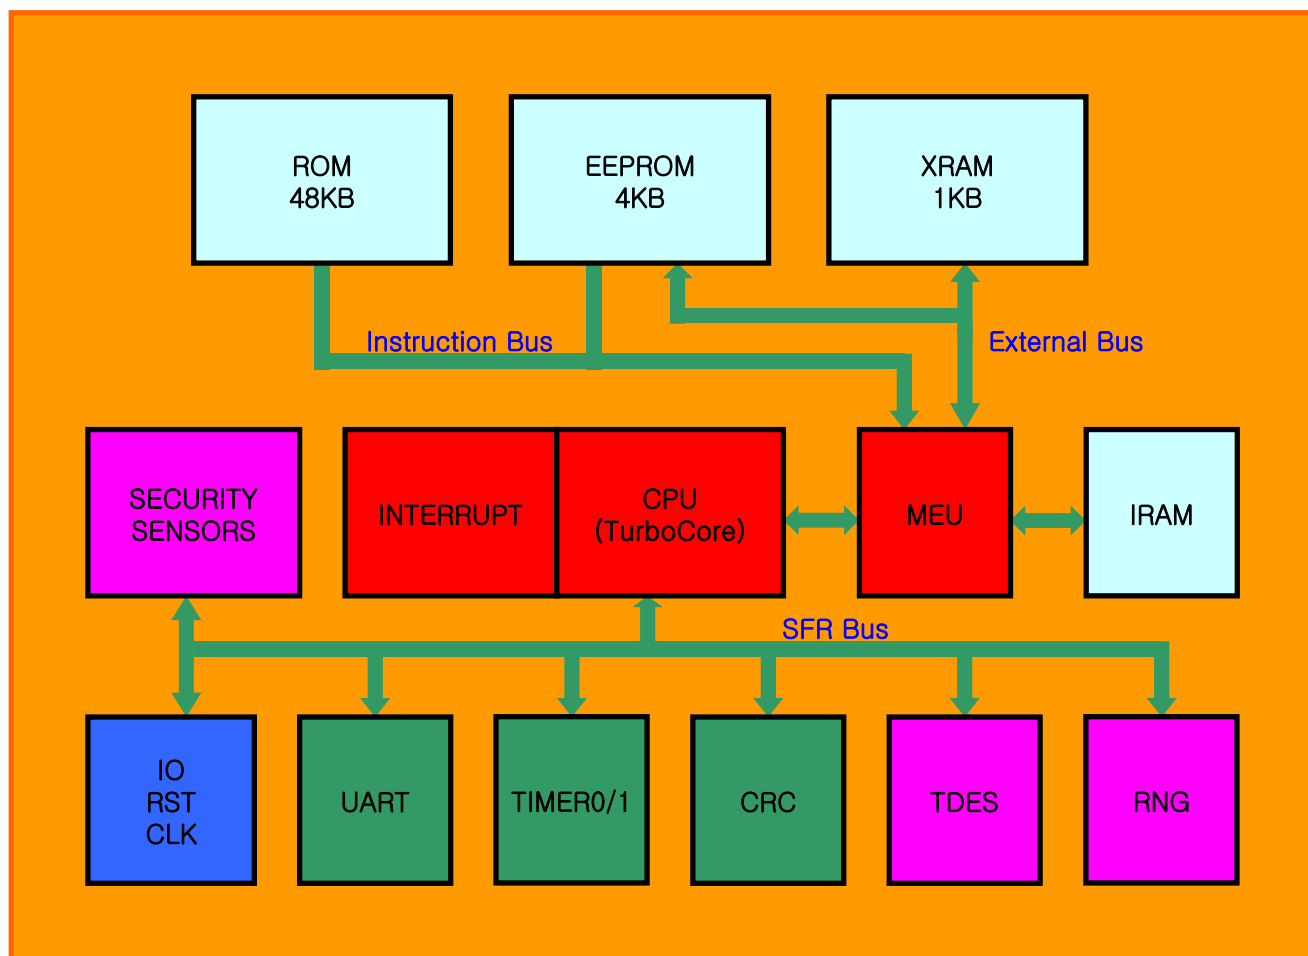 ROM
48KB
EEPROM
4KB
XRAM
1KB
Instruction Bus
External Bus
SECURITY
SENSORS
INTERRUPT
CPU
(TurboCore)
MEU
IRAM
SFR Bus
IO
RST
CLK
UART
TIMER0/1
CRC
TDES
RNG